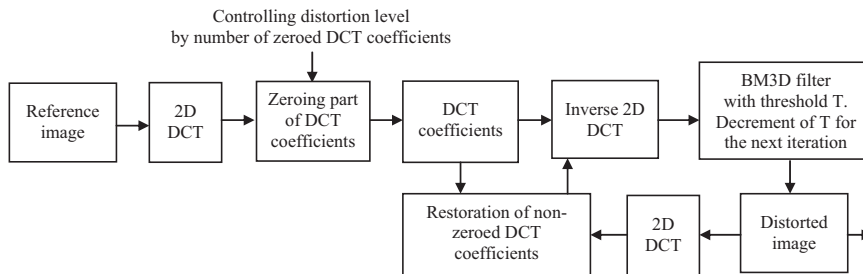 Controlling distortion level
by number of zeroed DCT coefficients
Reference
image
2D
DCT
Zeroing part
of DCT
coefficients
DCT
coefficients
Inverse 2D
DCT
BM3D filter
with threshold T.
Decrement of T for
the next iteration
Restoration of non-
zeroed DCT
coefficients
2D
DCT
Distorted
image